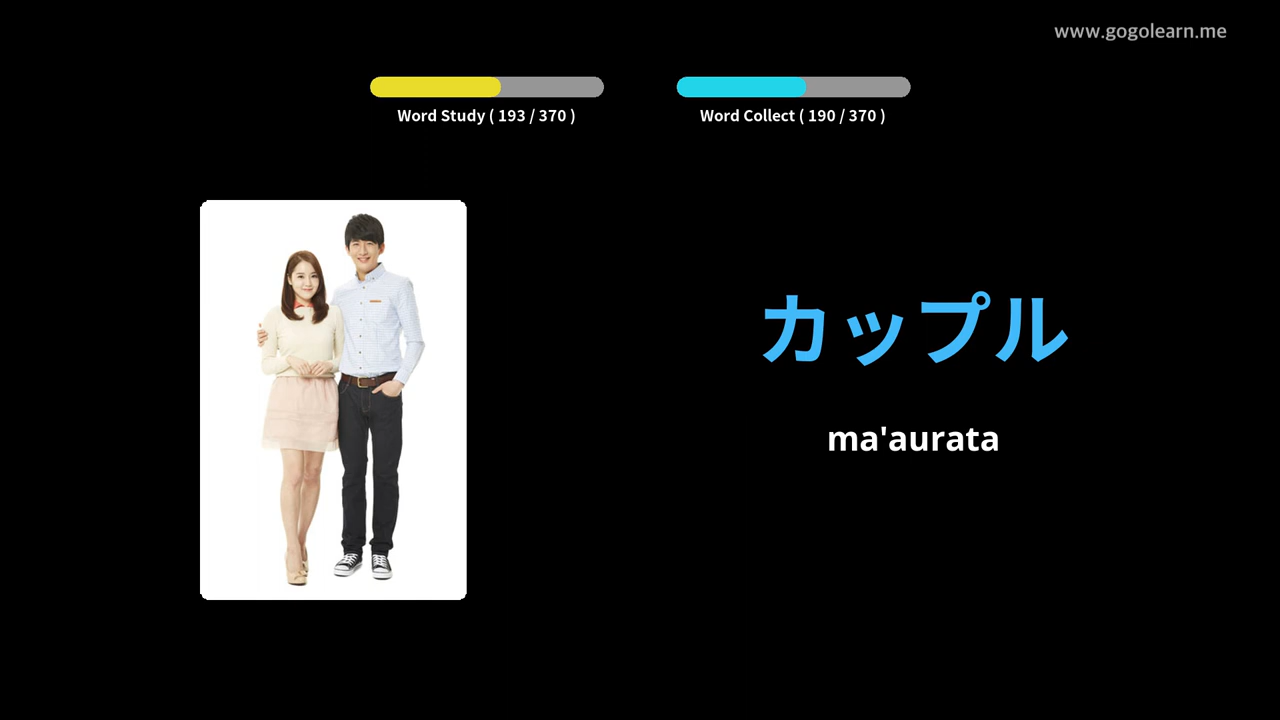 www.gogolearn.me
Word Study ( 193 / 370 )
Word Collect ( 190 / 370 )
カップル
ma'aurata